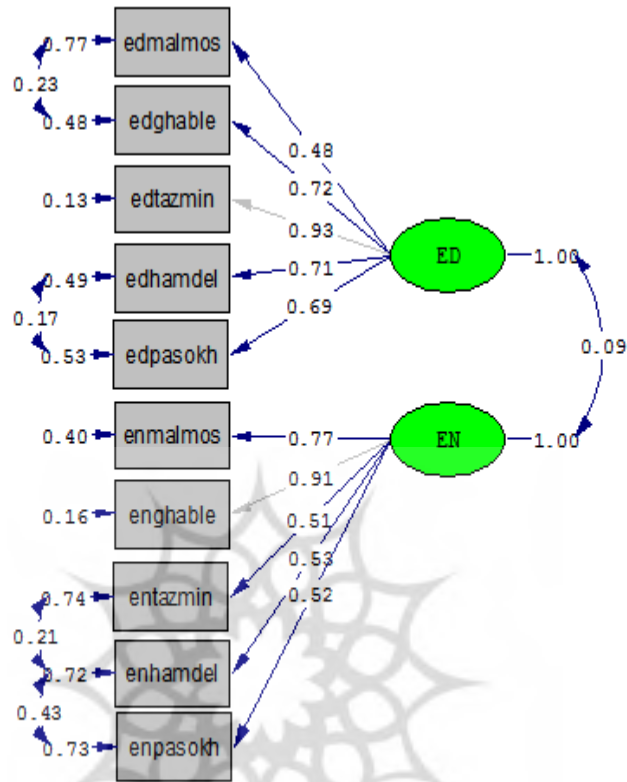 0.77 edmalmos
0.23
0.48 edghable 0.48
0.72
0.13 edtazmin
0.93
ED 1.00
0.49 edhamdel 0.71
0.17
0.69
0.53 edpasokh
0.09
0.40 enmalmos 0.77 EN 1.00
0.91
0.16 enghable
0.51
0.53
0.74 entazmin 0.52
0.21
0.72 enhamdel
0.43
0.73 enpasokh